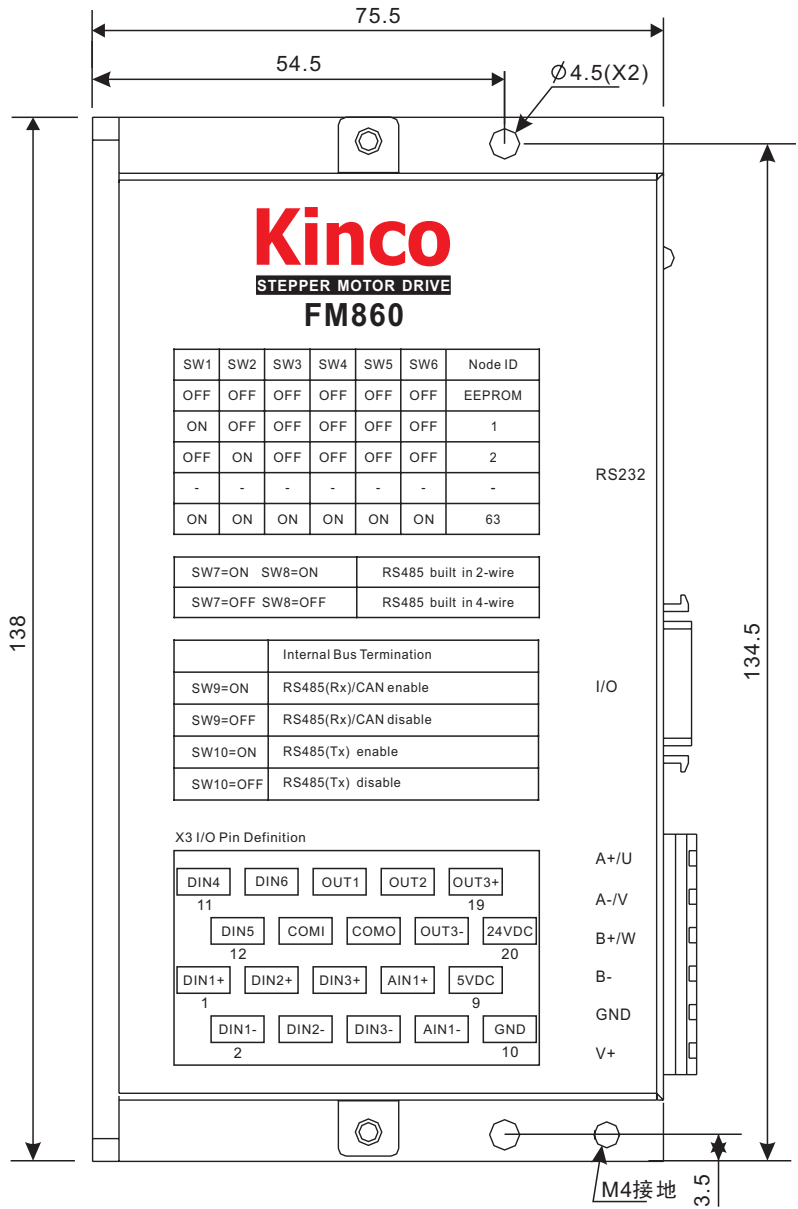 75.5
54.5
Ø4.5(X2)
Kinco
STEPPER MOTOR DRIVE
FM860
SW1 SW2 SW3 SW4 SW5 SW6 Node ID
OFF OFF OFF OFF OFF OFF EEPROM
ON OFF OFF OFF OFF OFF 1
OFF ON OFF OFF OFF OFF 2
- - - - - - -
ON ON ON ON ON ON 63
RS232
SW7=ON SW8=ON RS485 built in 2-wire
SW7=OFF SW8=OFF RS485 built in 4-wire
138
134.5
Internal Bus Termination
SW9=ON RS485(Rx)/CAN enable
I/O
SW9=OFF RS485(Rx)/CAN disable
SW10=ON RS485(Tx) enable
SW10=OFF RS485(Tx) disable
X3 I/O Pin Definition
DIN4 DIN6 OUT1 OUT2 OUT3+
11 19
DIN5 COMI COMO OUT3- 24VDC
12 20
DIN1+ DIN2+ DIN3+ AIN1+ 5VDC
1 9
DIN1- DIN2- DIN3- AIN1- GND
2 10
A+/U
A-/V
B+/W
B-
GND
V+
M4接地
3.5